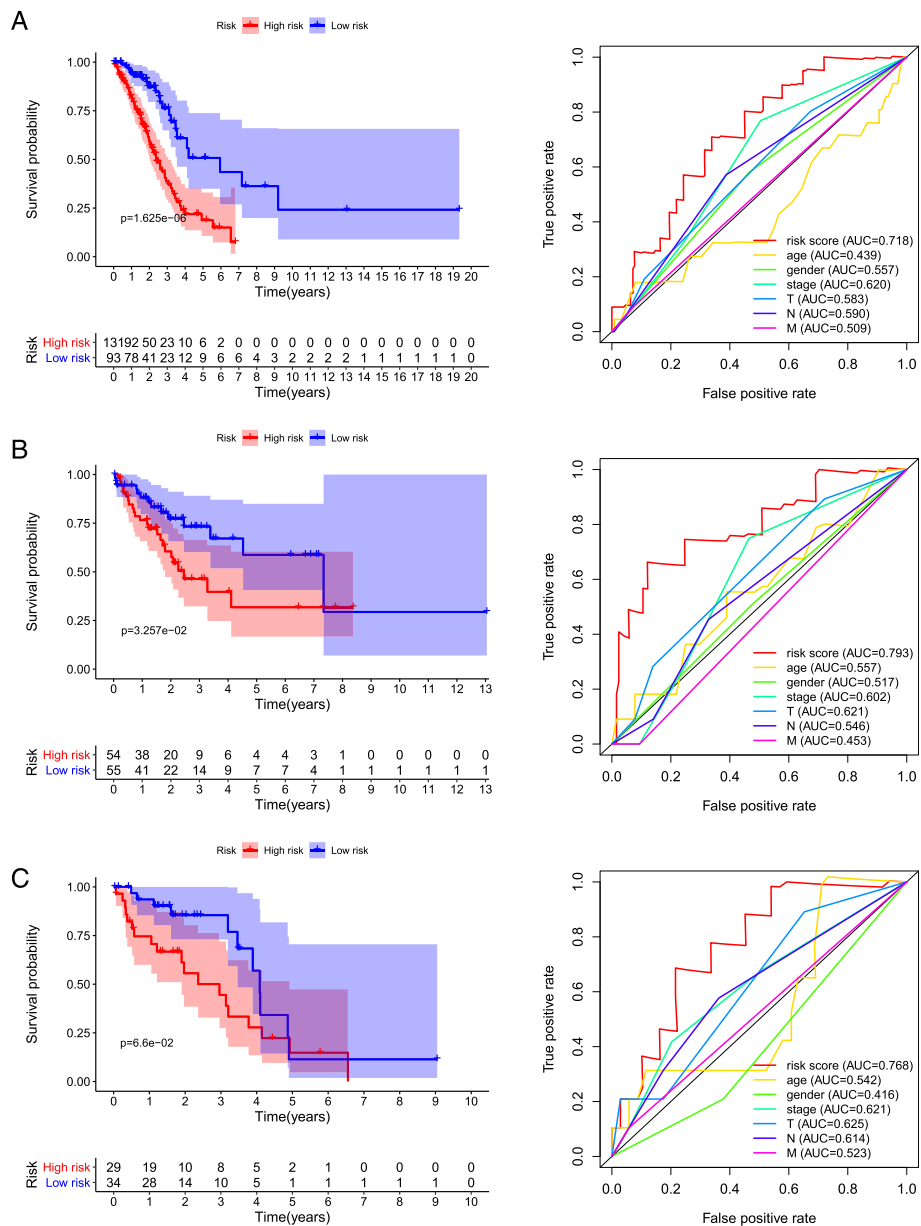 A
Risk High risk Low risk
Survival probability
1.00
0.75
0.50
0.25
0.00
p=1.625e−06
0 1 2 3 4 5 6 7 8 9 10 11 12 13 14 15 16 17 18 19 20
Time(years)
Risk
High risk 13192 50 23 10 6 2 0 0 0 0 0 0 0 0 0 0 0 0 0 0
Low risk 93 78 41 23 12 9 6 6 4 3 2 2 2 2 1 1 1 1 1 1 0
0 1 2 3 4 5 6 7 8 9 10 11 12 13 14 15 16 17 18 19 20
Time(years)
True positive rate
1.0
0.8
0.6
0.4
0.2
0.0
risk score (AUC=0.718)
age (AUC=0.439)
gender (AUC=0.557)
stage (AUC=0.620)
T (AUC=0.583)
N (AUC=0.590)
M (AUC=0.509)
0.0 0.2 0.4 0.6 0.8 1.0
False positive rate
B
Risk High risk Low risk
Survival probability
1.00
0.75
0.50
0.25
0.00
p=3.257e−02
0 1 2 3 4 5 6 7 8 9 10 11 12 13
Time(years)
Risk
High risk 54 38 20 9 6 4 4 3 1 0 0 0 0 0
Low risk 55 41 22 14 9 7 7 4 1 1 1 1 1 1
0 1 2 3 4 5 6 7 8 9 10 11 12 13
Time(years)
True positive rate
1.0
0.8
0.6
0.4
0.2
0.0
risk score (AUC=0.793)
age (AUC=0.557)
gender (AUC=0.517)
stage (AUC=0.602)
T (AUC=0.621)
N (AUC=0.546)
M (AUC=0.453)
0.0 0.2 0.4 0.6 0.8 1.0
False positive rate
C
Risk High risk Low risk
Survival probability
1.00
0.75
0.50
0.25
0.00
p=6.6e−02
0 1 2 3 4 5 6 7 8 9 10
Time(years)
Risk
High risk 29 19 10 8 5 2 1 0 0 0 0
Low risk 34 28 14 10 5 1 1 1 1 1 0
0 1 2 3 4 5 6 7 8 9 10
Time(years)
True positive rate
1.0
0.8
0.6
0.4
0.2
0.0
risk score (AUC=0.768)
age (AUC=0.542)
gender (AUC=0.416)
stage (AUC=0.621)
T (AUC=0.625)
N (AUC=0.614)
M (AUC=0.523)
0.0 0.2 0.4 0.6 0.8 1.0
False positive rate